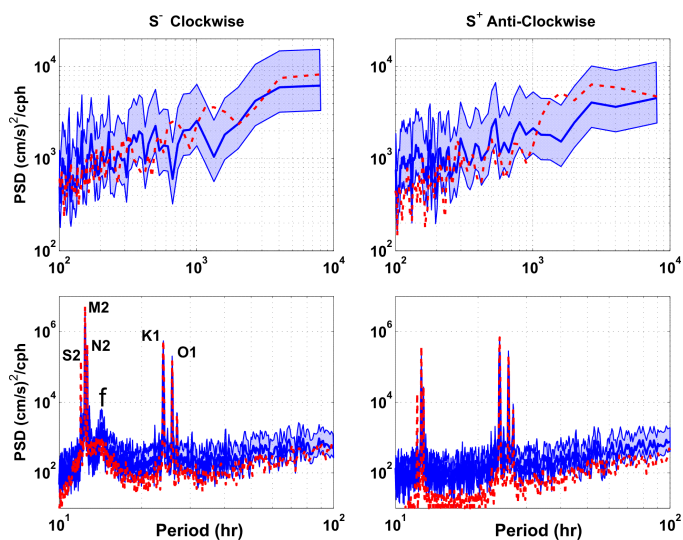 S⁻ Clockwise
S⁺ Anti-Clockwise
PSD (cm/s)²/cph
10⁴
10³
10²
10²
10³
10⁴
10⁴
10³
10²
10²
10³
10⁴
PSD (cm/s)²/cph
10⁶
10⁴
10²
M2
S2
N2
f
K1
O1
10¹
10²
Period (hr)
10⁶
10⁴
10²
10¹
10²
Period (hr)